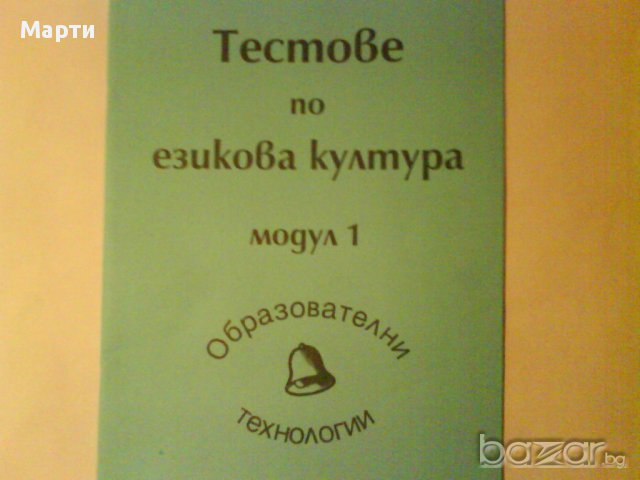 Марти
Тестове
по
езикова култура
модул 1
Образователни
технологии
bazar.bg